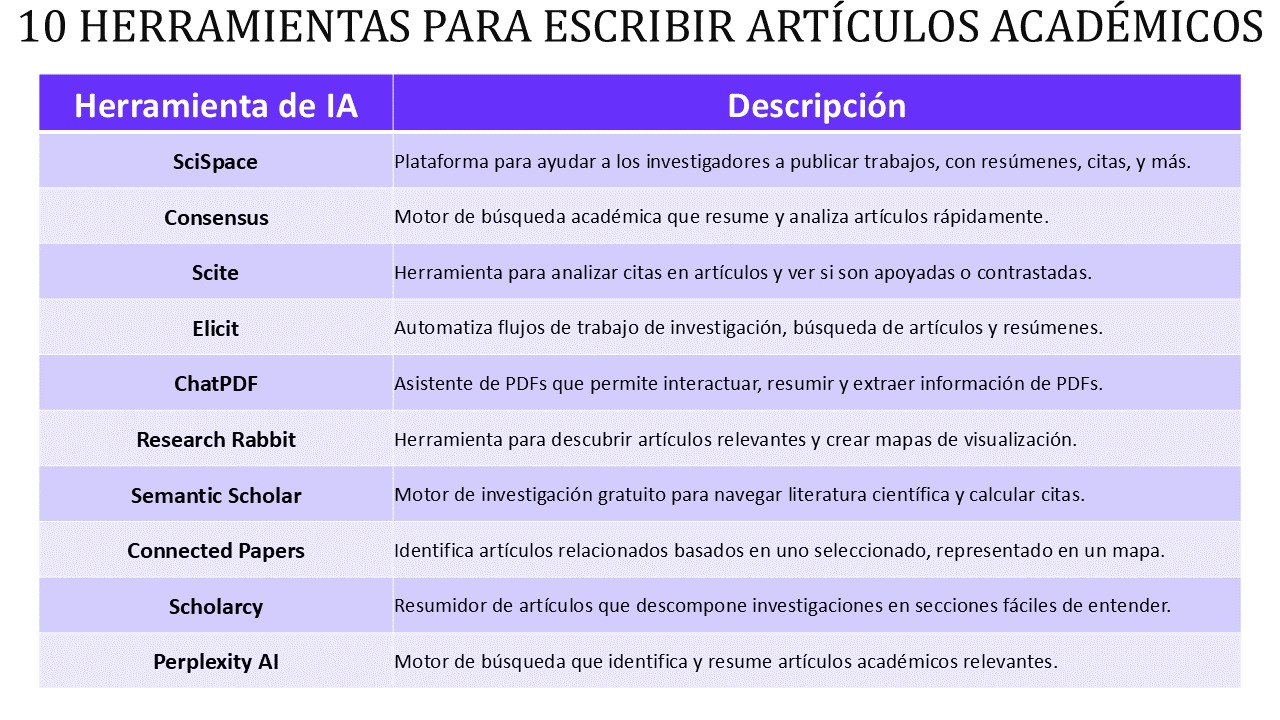 10 HERRAMIENTAS PARA ESCRIBIR ARTÍCULOS ACADÉMICOS
Herramienta de IA Descripción
SciSpace Plataforma para ayudar a los investigadores a publicar trabajos, con resúmenes, citas, y más.
Consensus Motor de búsqueda académica que resume y analiza artículos rápidamente.
Scite Herramienta para analizar citas en artículos y ver si son apoyadas o contrastadas.
Elicit Automatiza flujos de trabajo de investigación, búsqueda de artículos y resúmenes.
ChatPDF Asistente de PDFs que permite interactuar, resumir y extraer información de PDFs.
Research Rabbit Herramienta para descubrir artículos relevantes y crear mapas de visualización.
Semantic Scholar Motor de investigación gratuito para navegar literatura científica y calcular citas.
Connected Papers Identifica artículos relacionados basados en uno seleccionado, representado en un mapa.
Scholarcy Resumidor de artículos que descompone investigaciones en secciones fáciles de entender.
Perplexity AI Motor de búsqueda que identifica y resume artículos académicos relevantes.